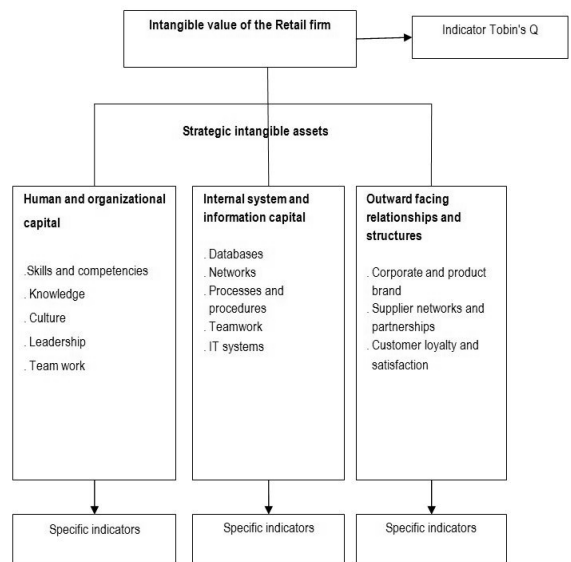 Intangible value of the Retail firm
Indicator Tobin's Q
Strategic intangible assets
Human and organizational
capital
.Skills and competencies
. Knowledge
. Culture
. Leadership
. Team work
Internal system and
information capital
. Databases
. Networks
. Processes and
procedures
. Teamwork
. IT systems
Outward facing
relationships and
structures
. Corporate and product
brand
. Supplier networks and
partnerships
. Customer loyalty and
satisfaction
Specific indicators
Specific indicators
Specific indicators